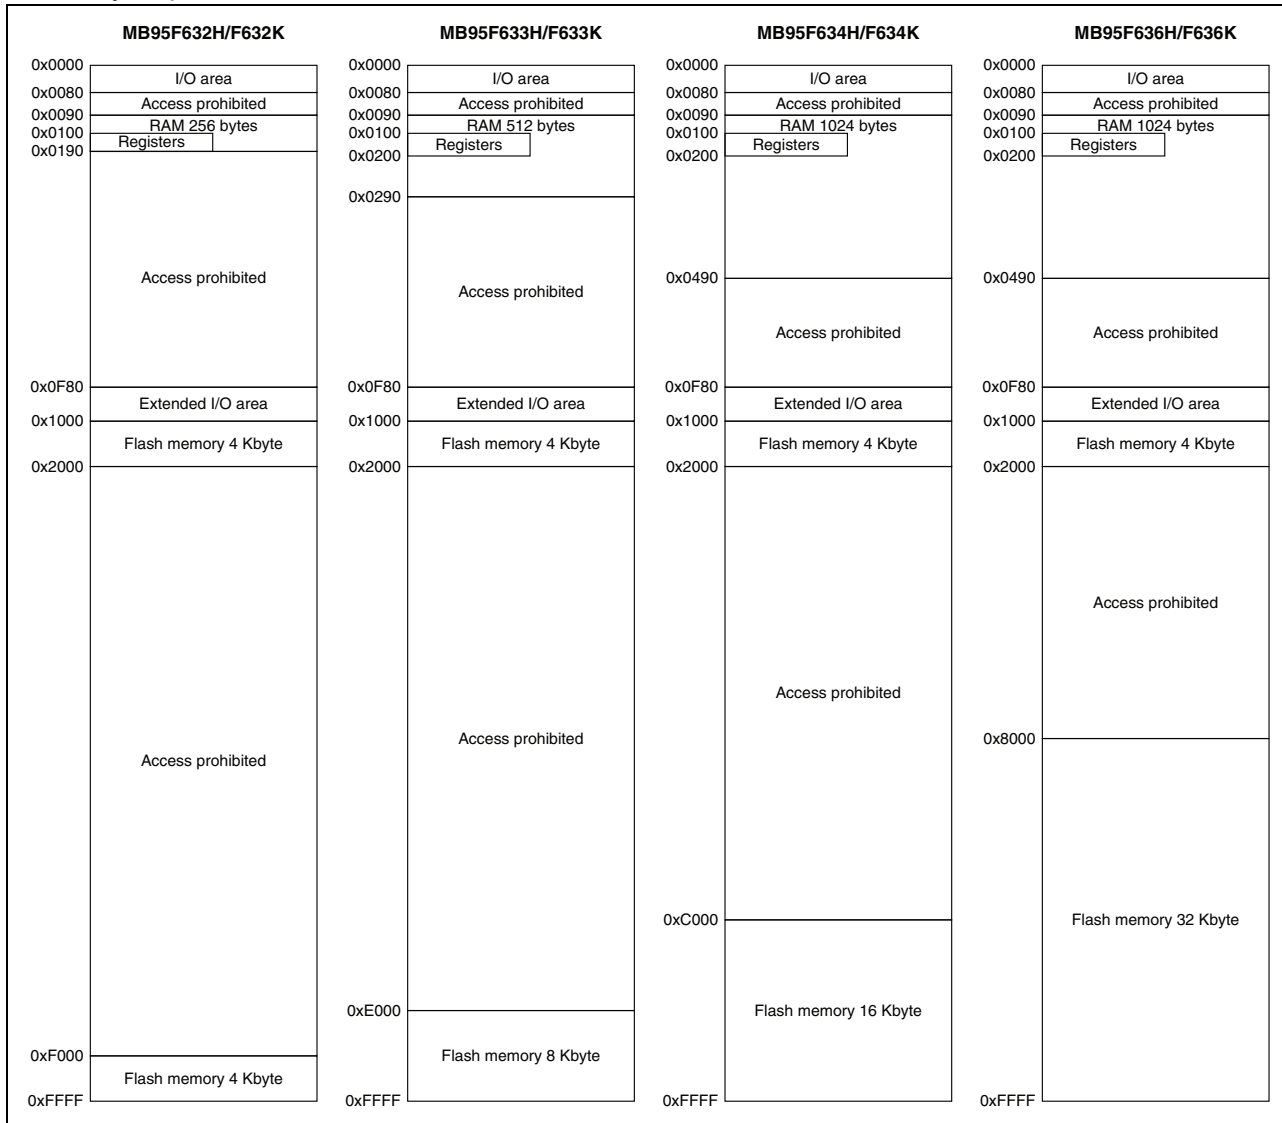 MB95F632H/F632K
0x0000
I/O area
0x0080
Access prohibited
0x0090
RAM 256 bytes
0x0100
Registers
0x0190
Access prohibited
0x0F80
Extended I/O area
0x1000
Flash memory 4 Kbyte
0x2000
Access prohibited
0xF000
Flash memory 4 Kbyte
0xFFFF
MB95F633H/F633K
0x0000
I/O area
0x0080
Access prohibited
0x0090
RAM 512 bytes
0x0100
Registers
0x0200
0x0290
Access prohibited
0x0F80
Extended I/O area
0x1000
Flash memory 4 Kbyte
0x2000
Access prohibited
0xE000
Flash memory 8 Kbyte
0xFFFF
MB95F634H/F634K
0x0000
I/O area
0x0080
Access prohibited
0x0090
RAM 1024 bytes
0x0100
Registers
0x0200
0x0490
Access prohibited
0x0F80
Extended I/O area
0x1000
Flash memory 4 Kbyte
0x2000
Access prohibited
0xC000
Flash memory 16 Kbyte
0xFFFF
MB95F636H/F636K
0x0000
I/O area
0x0080
Access prohibited
0x0090
RAM 1024 bytes
0x0100
Registers
0x0200
0x0490
Access prohibited
0x0F80
Extended I/O area
0x1000
Flash memory 4 Kbyte
0x2000
Access prohibited
0x8000
Flash memory 32 Kbyte
0xFFFF